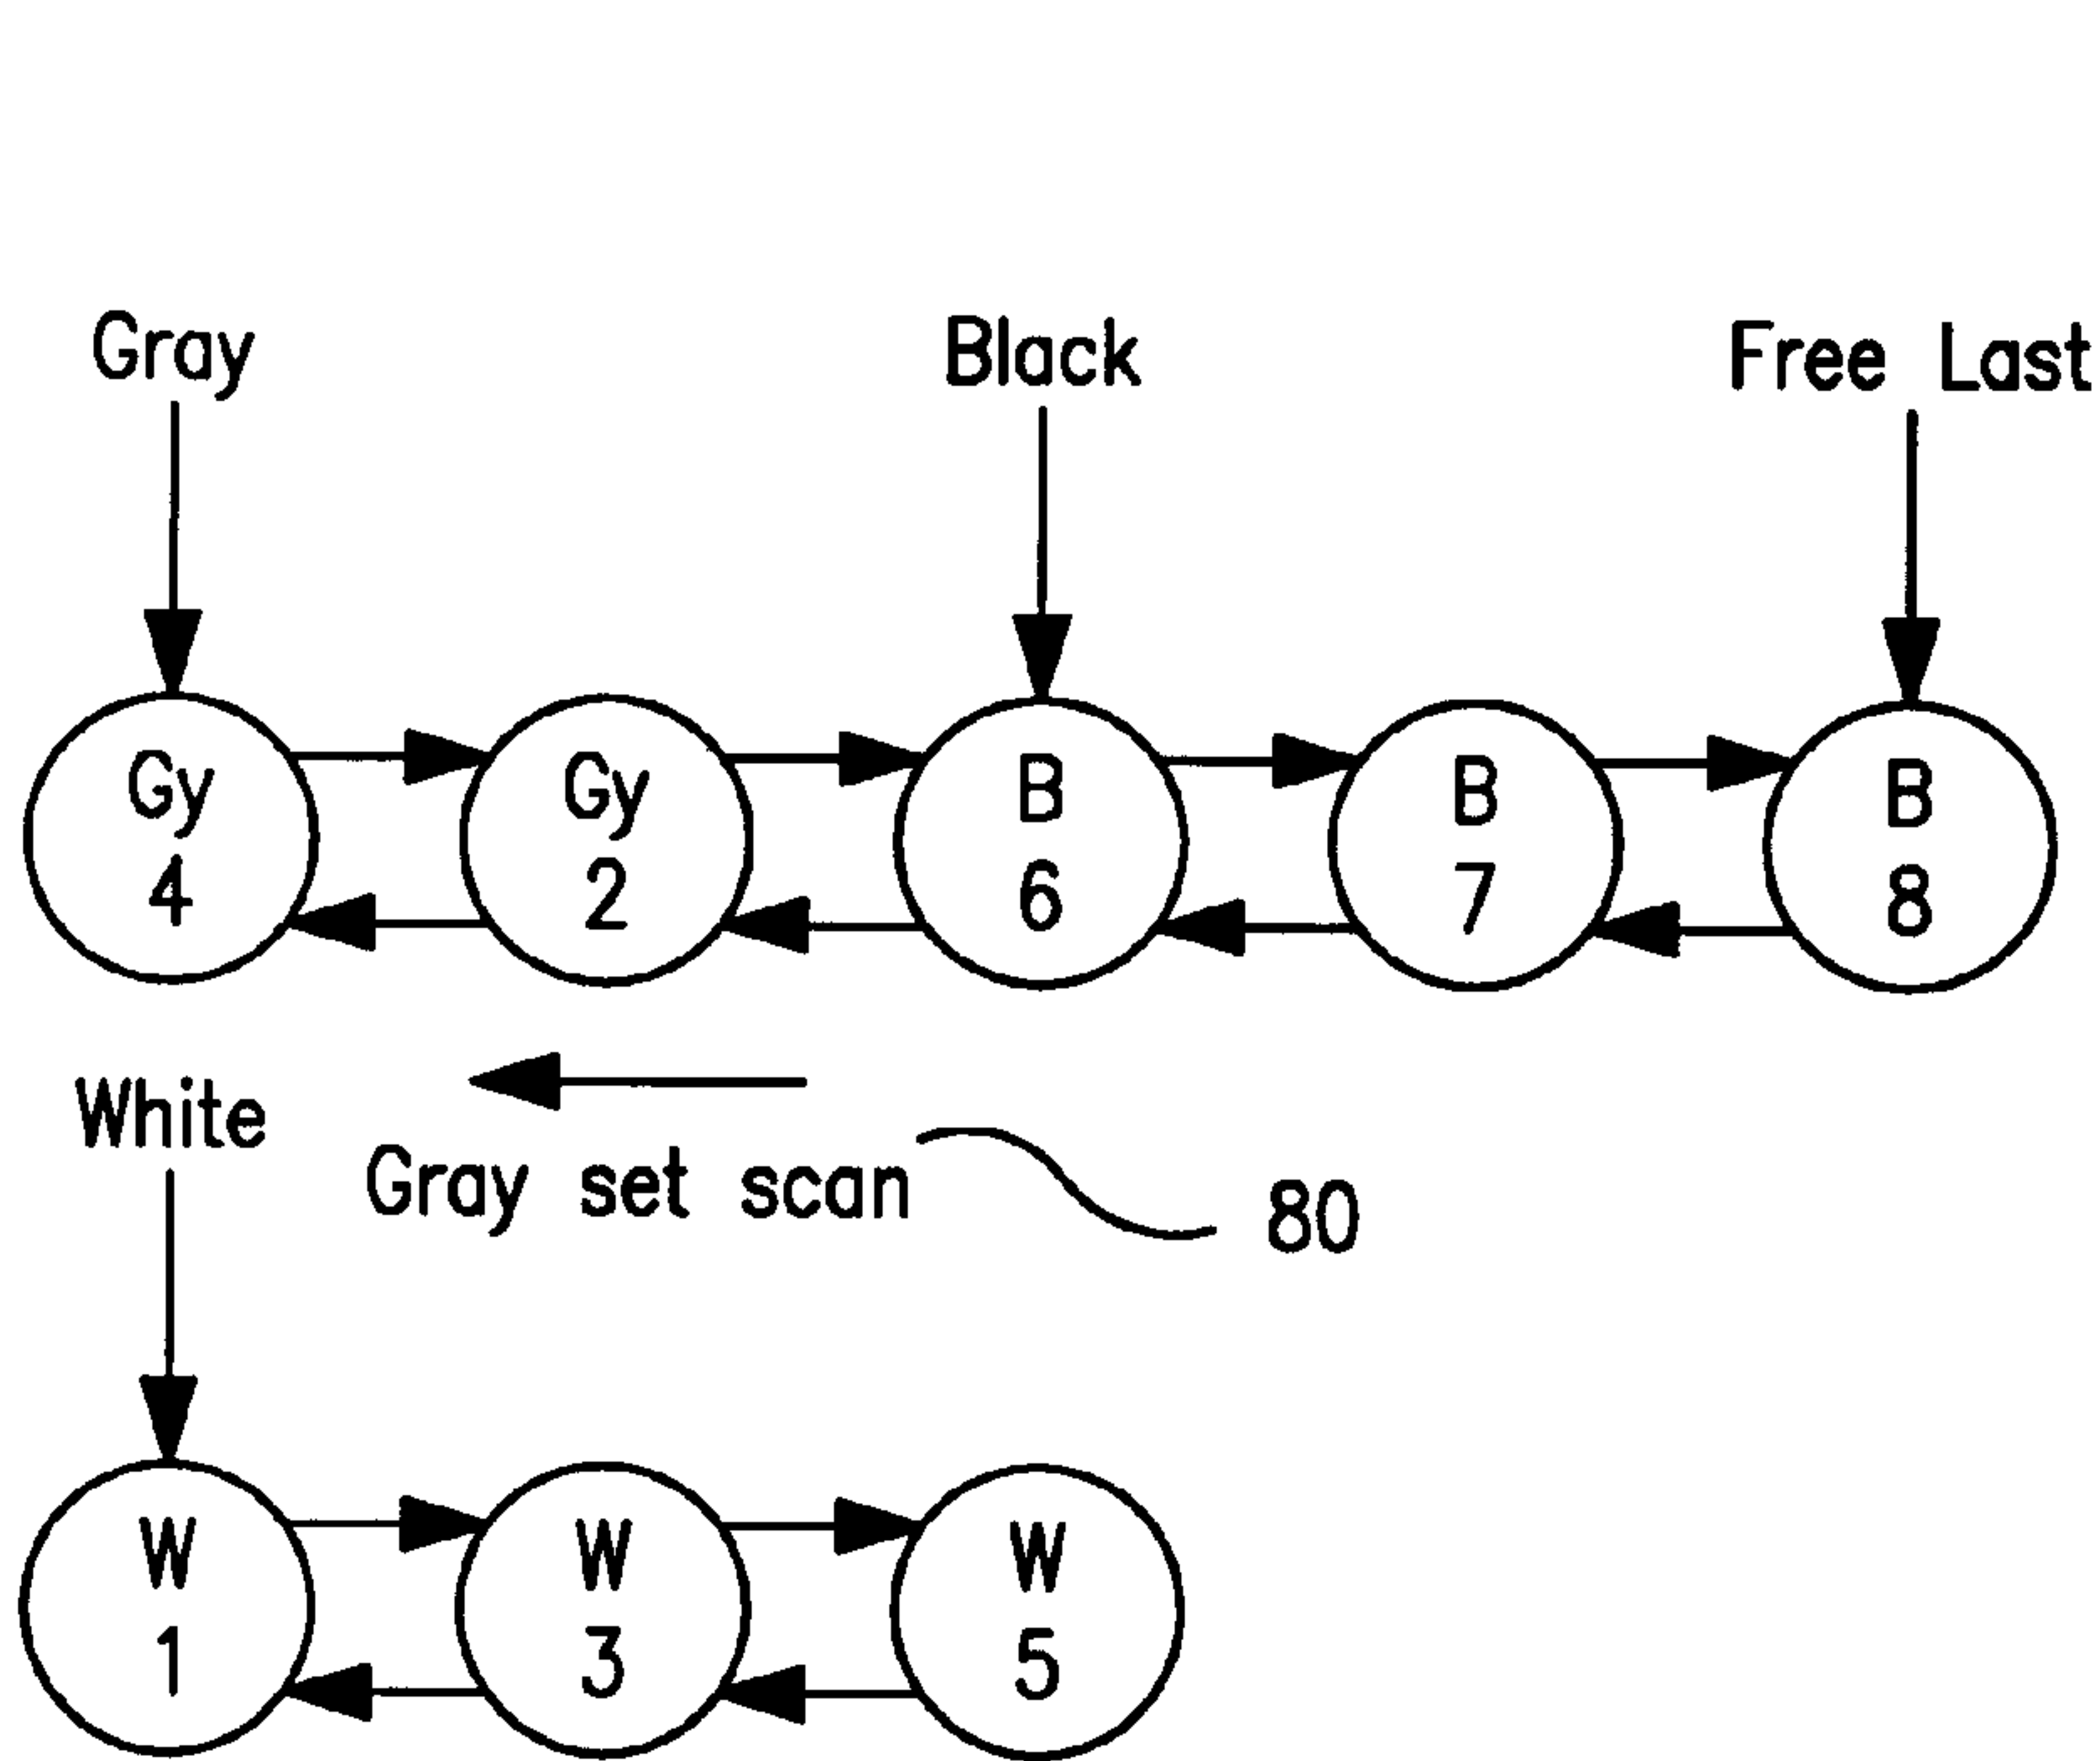 Gray Black Free Last
Gy Gy B B B
4 2 6 7 8
White
Gray set scan 80
W W W
1 3 5